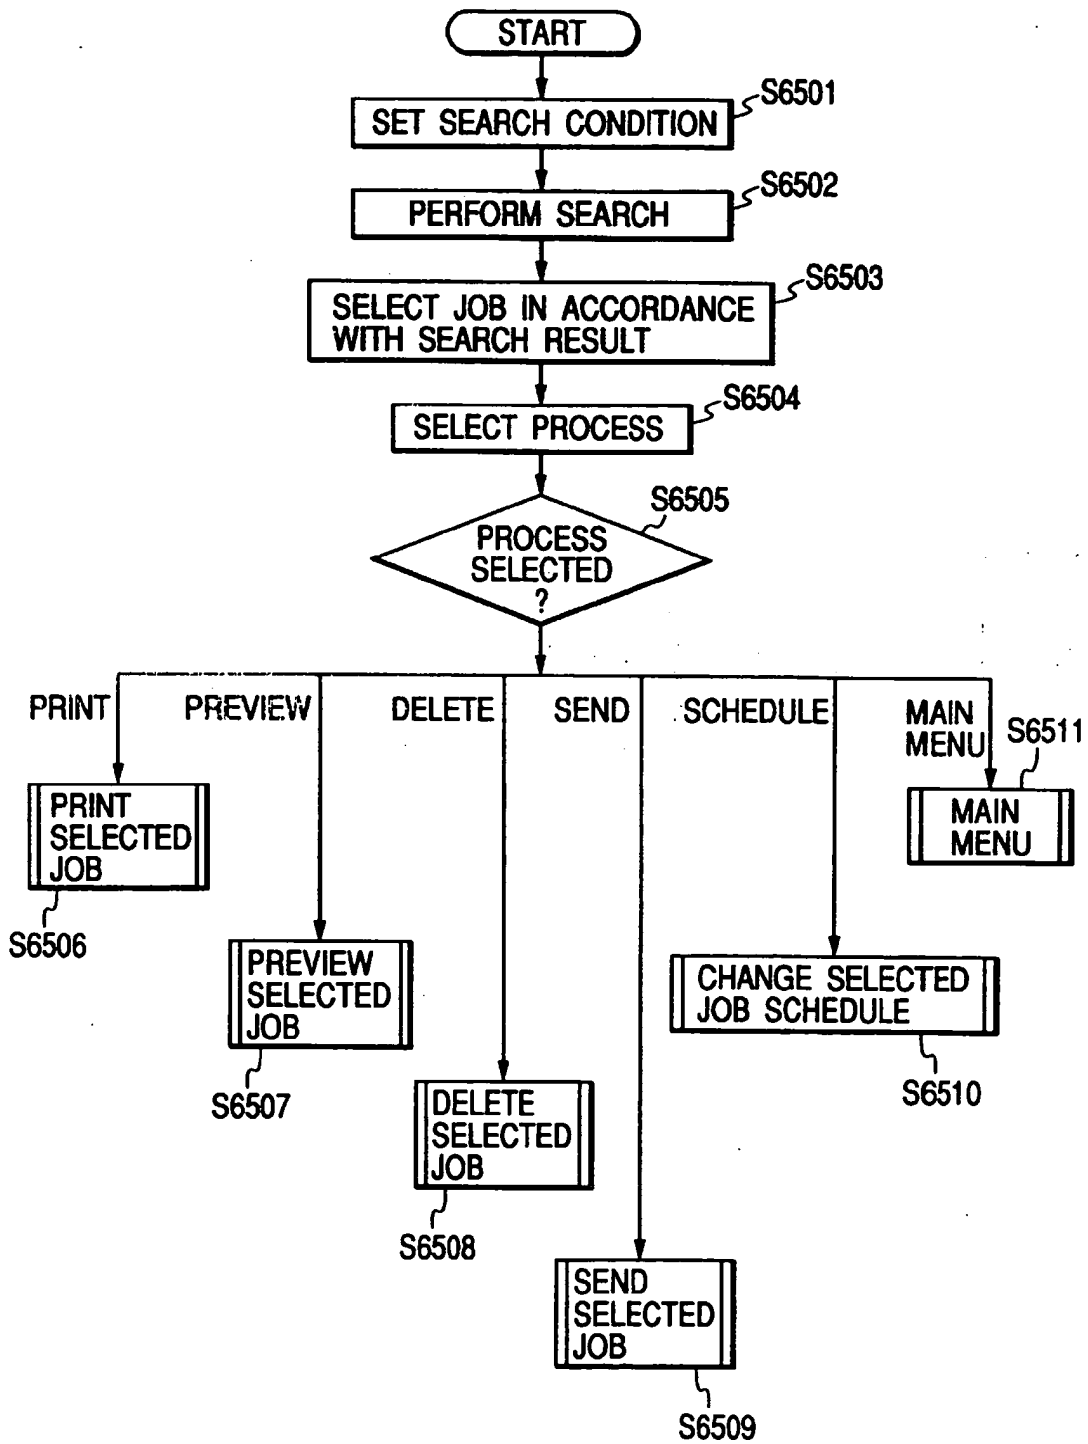 START
S6501
SET SEARCH CONDITION
S6502
PERFORM SEARCH
S6503
SELECT JOB IN ACCORDANCE
WITH SEARCH RESULT
S6504
SELECT PROCESS
S6505
PROCESS
SELECTED
?
PRINT
PREVIEW
DELETE
SEND
SCHEDULE
MAIN
MENU
S6511
PRINT
SELECTED
JOB
S6506
MAIN
MENU
PREVIEW
SELECTED
JOB
S6507
CHANGE SELECTED
JOB SCHEDULE
S6510
DELETE
SELECTED
JOB
S6508
SEND
SELECTED
JOB
S6509